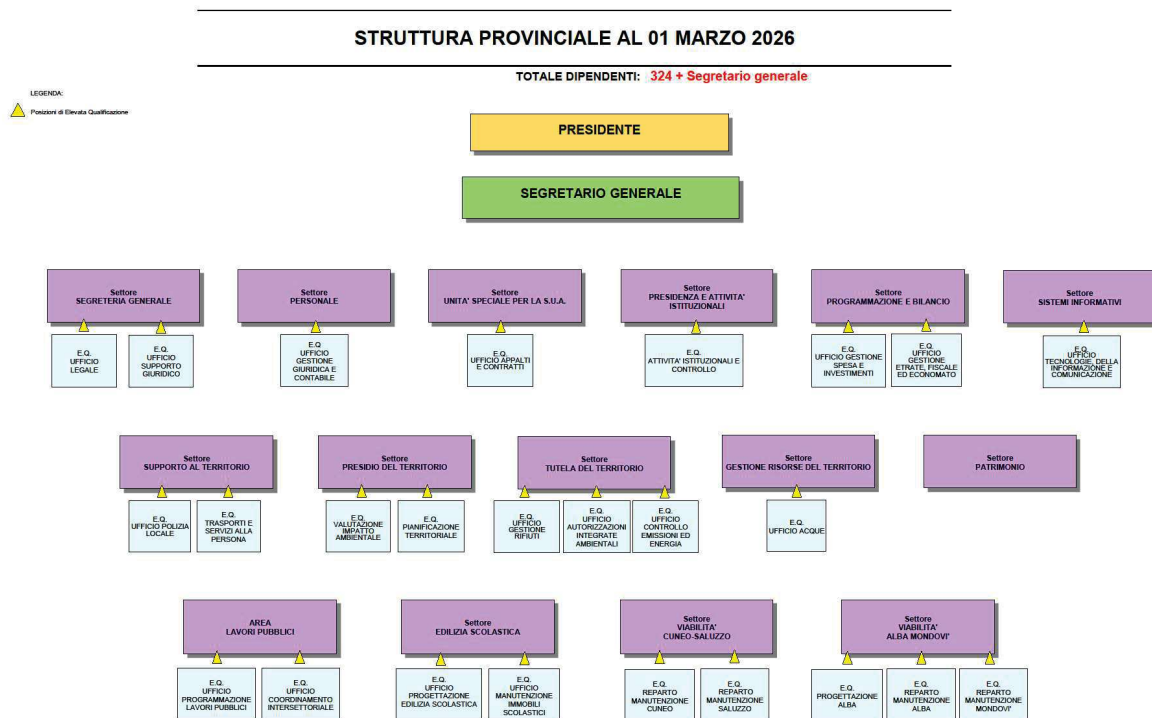 STRUTTURA PROVINCIALE AL 01 MARZO 2026
TOTALE DIPENDENTI: 324 + Segretario generale
LEGENDA:
Posizioni di Elevata Qualificazione
PRESIDENTE
SEGRETARIO GENERALE
Settore
SEGRETERIA GENERALE
E.Q.
UFFICIO
LEGALE
E.Q.
UFFICIO
SUPPORTO
GIURIDICO
Settore
PERSONALE
E.Q
UFFICIO
GESTIONE
GIURIDICA E
CONTABILE
Settore
UNITA' SPECIALE PER LA S.U.A.
E.Q.
UFFICIO APPALTI
E CONTRATTI
Settore
PRESIDENZA E ATTIVITA'
ISTITUZIONALI
E.Q.
ATTIVITA' ISTITUZIONALI E
CONTROLLO
Settore
PROGRAMMAZIONE E BILANCIO
E.Q.
UFFICIO GESTIONE
SPESA E
INVESTIMENTI
E.Q.
UFFICIO
GESTIONE
ETRATE, FISCALE
ED ECONOMATO
Settore
SISTEMI INFORMATIVI
E.Q.
UFFICIO
TECNOLOGIE, DELLA
INFORMAZIONE E
COMUNICAZIONE
Settore
SUPPORTO AL TERRITORIO
E.Q.
UFFICIO POLIZIA
LOCALE
E.Q.
TRASPORTI E
SERVIZI ALLA
PERSONA
Settore
PRESIDIO DEL TERRITORIO
E.Q.
VALUTAZIONE
IMPATTO
AMBIENTALE
E.Q.
PIANIFICAZIONE
TERRITORIALE
Settore
TUTELA DEL TERRITORIO
E.Q.
UFFICIO
GESTIONE
RIFIUTI
E.Q.
UFFICIO
AUTORIZZAZIONI
INTEGRATE
AMBIENTALI
E.Q.
UFFICIO
CONTROLLO
EMISSIONI ED
ENERGIA
Settore
GESTIONE RISORSE DEL TERRITORIO
E.Q.
UFFICIO ACQUE
Settore
PATRIMONIO
AREA
LAVORI PUBBLICI
E.Q.
UFFICIO
PROGRAMMAZIONE
LAVORI PUBBLICI
E.Q.
UFFICIO
COORDINAMENTO
INTERSETTORIALE
Settore
EDILIZIA SCOLASTICA
E.Q.
UFFICIO
PROGETTAZIONE
EDILIZIA SCOLASTICA
E.Q.
UFFICIO
MANUTENZIONE
IMMOBILI
SCOLASTICI
Settore
VIABILITA'
CUNEO-SALUZZO
E.Q.
REPARTO
MANUTENZIONE
CUNEO
E.Q.
REPARTO
MANUTENZIONE
SALUZZO
Settore
VIABILITA'
ALBA MONDOVI'
E.Q.
PROGETTAZIONE
ALBA
E.Q.
REPARTO
MANUTENZIONE
ALBA
E.Q.
REPARTO
MANUTENZIONE
MONDOVI'